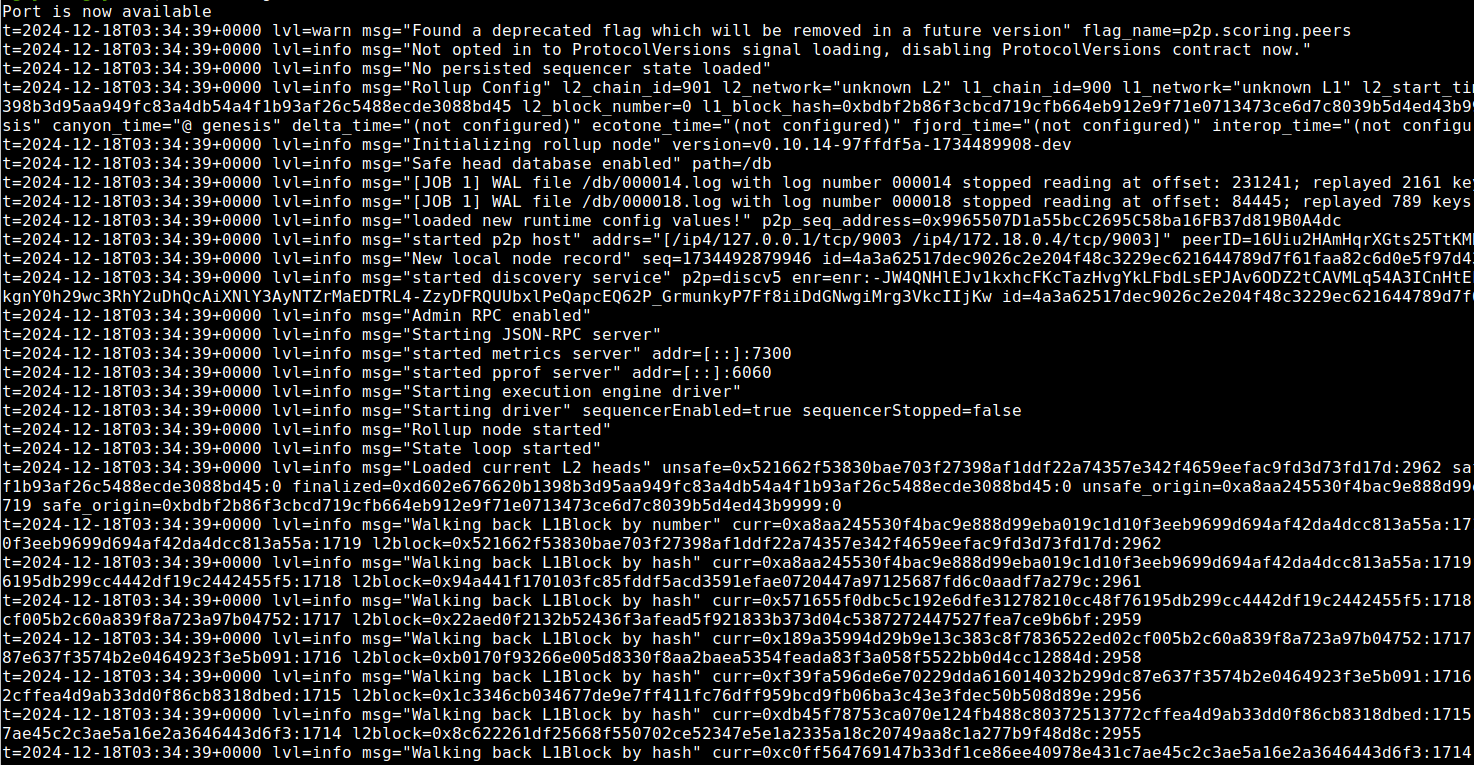 Port is now available
t=2024-12-18T03:34:39+0000 lvl=warn msg="Found a deprecated flag which will be removed in a future version" flag_name=p2p.scoring.peers
t=2024-12-18T03:34:39+0000 lvl=info msg="Not opted in to ProtocolVersions signal loading, disabling ProtocolVersions contract now."
t=2024-12-18T03:34:39+0000 lvl=info msg="No persisted sequencer state loaded"
t=2024-12-18T03:34:39+0000 lvl=info msg="Rollup Config" l2_chain_id=901 l2_network="unknown L2" l1_chain_id=900 l1_network="unknown L1" l2_start_tim
398b3d95aa949fc83a4db54a4f1b93af26c5488ecde3088bd45 l2_block_number=0 l1_block_hash=0xbdbf2b86f3cbcd719cfb664eb912e9f71e0713473ce6d7c8039b5d4ed43b99
sis" canyon_time="@ genesis" delta_time="(not configured)" ecotone_time="(not configured)" fjord_time="(not configured)" interop_time="(not configu
t=2024-12-18T03:34:39+0000 lvl=info msg="Initializing rollup node" version=v0.10.14-97ffdf5a-1734489908-dev
t=2024-12-18T03:34:39+0000 lvl=info msg="Safe head database enabled" path=/db
t=2024-12-18T03:34:39+0000 lvl=info msg="[JOB 1] WAL file /db/000014.log with log number 000014 stopped reading at offset: 231241; replayed 2161 key
t=2024-12-18T03:34:39+0000 lvl=info msg="[JOB 1] WAL file /db/000018.log with log number 000018 stopped reading at offset: 84445; replayed 789 keys
t=2024-12-18T03:34:39+0000 lvl=info msg="loaded new runtime config values!" p2p_seq_address=0x9965507D1a55bcC2695C58ba16FB37d819B0A4dc
t=2024-12-18T03:34:39+0000 lvl=info msg="started p2p host" addrs="[/ip4/127.0.0.1/tcp/9003 /ip4/172.18.0.4/tcp/9003]" peerID=16Uiu2HAmHqrXGts25TtKM
t=2024-12-18T03:34:39+0000 lvl=info msg="New local node record" seq=1734492879946 id=4a3a62517dec9026c2e204f48c3229ec621644789d7f61faa82c6d0e5f97d4
t=2024-12-18T03:34:39+0000 lvl=info msg="started discovery service" p2p=discv5 enr=enr:-JW4QNHlEJv1kxhcFKcTazHvgYkLFbdLsEPJAv6ODZ2tCAVMLq54A3ICnHtE
kgnY0h29wc3RhY2uDhQcAiXNlY3AyNTZrMaEDTRL4-ZzyDFRQUUbxlPeQapcEQ62P_GrmunkyP7Ff8iiDdGNwgiMrg3VkcIIjKw id=4a3a62517dec9026c2e204f48c3229ec621644789d7f6
t=2024-12-18T03:34:39+0000 lvl=info msg="Admin RPC enabled"
t=2024-12-18T03:34:39+0000 lvl=info msg="Starting JSON-RPC server"
t=2024-12-18T03:34:39+0000 lvl=info msg="started metrics server" addr=[::]:7300
t=2024-12-18T03:34:39+0000 lvl=info msg="started pprof server" addr=[::]:6060
t=2024-12-18T03:34:39+0000 lvl=info msg="Starting execution engine driver"
t=2024-12-18T03:34:39+0000 lvl=info msg="Starting driver" sequencerEnabled=true sequencerStopped=false
t=2024-12-18T03:34:39+0000 lvl=info msg="Rollup node started"
t=2024-12-18T03:34:39+0000 lvl=info msg="State loop started"
t=2024-12-18T03:34:39+0000 lvl=info msg="Loaded current L2 heads" unsafe=0x521662f53830bae703f27398af1ddf22a74357e342f4659eefac9fd3d73fd17d:2962 sa
f1b93af26c5488ecde3088bd45:0 finalized=0xd602e676620b1398b3d95aa949fc83a4db54a4f1b93af26c5488ecde3088bd45:0 unsafe_origin=0xa8aa245530f4bac9e888d99
719 safe_origin=0xbdbf2b86f3cbcd719cfb664eb912e9f71e0713473ce6d7c8039b5d4ed43b9999:0
t=2024-12-18T03:34:39+0000 lvl=info msg="Walking back L1Block by number" curr=0xa8aa245530f4bac9e888d99eba019c1d10f3eeb9699d694af42da4dcc813a55a:17
0f3eeb9699d694af42da4dcc813a55a:1719 l2block=0x521662f53830bae703f27398af1ddf22a74357e342f4659eefac9fd3d73fd17d:2962
t=2024-12-18T03:34:39+0000 lvl=info msg="Walking back L1Block by hash" curr=0xa8aa245530f4bac9e888d99eba019c1d10f3eeb9699d694af42da4dcc813a55a:1719
6195db299cc4442df19c2442455f5:1718 l2block=0x94a441f170103fc85fddf5acd3591efae0720447a97125687fd6c0aadf7a279c:2961
t=2024-12-18T03:34:39+0000 lvl=info msg="Walking back L1Block by hash" curr=0x571655f0dbc5c192e6dfe31278210cc48f76195db299cc4442df19c2442455f5:1718
cf005b2c60a839f8a723a97b04752:1717 l2block=0x22aed0f2132b52436f3afead5f921833b373d04c5387272447527fea7ce9b6bf:2959
t=2024-12-18T03:34:39+0000 lvl=info msg="Walking back L1Block by hash" curr=0x189a35994d29b9e13c383c8f7836522ed02cf005b2c60a839f8a723a97b04752:1717
87e637f3574b2e0464923f3e5b091:1716 l2block=0xb0170f93266e005d8330f8aa2baea5354feada83f3a058f5522bb0d4cc12884d:2958
t=2024-12-18T03:34:39+0000 lvl=info msg="Walking back L1Block by hash" curr=0xf39fa596de6e70229dda616014032b299dc87e637f3574b2e0464923f3e5b091:1716
2cffea4d9ab33dd0f86cb8318dbed:1715 l2block=0x1c3346cb034677de9e7ff411fc76dff959bcd9fb06ba3c43e3fdec50b508d89e:2956
t=2024-12-18T03:34:39+0000 lvl=info msg="Walking back L1Block by hash" curr=0xdb45f78753ca070e124fb488c80372513772cffea4d9ab33dd0f86cb8318dbed:1715
7ae45c2c3ae5a16e2a3646443d6f3:1714 l2block=0x8c622261df25668f550702ce52347e5e1a2335a18c20749aa8c1a277b9f48d8c:2955
t=2024-12-18T03:34:39+0000 lvl=info msg="Walking back L1Block by hash" curr=0xc0ff564769147b33df1ce86ee40978e431c7ae45c2c3ae5a16e2a3646443d6f3:1714